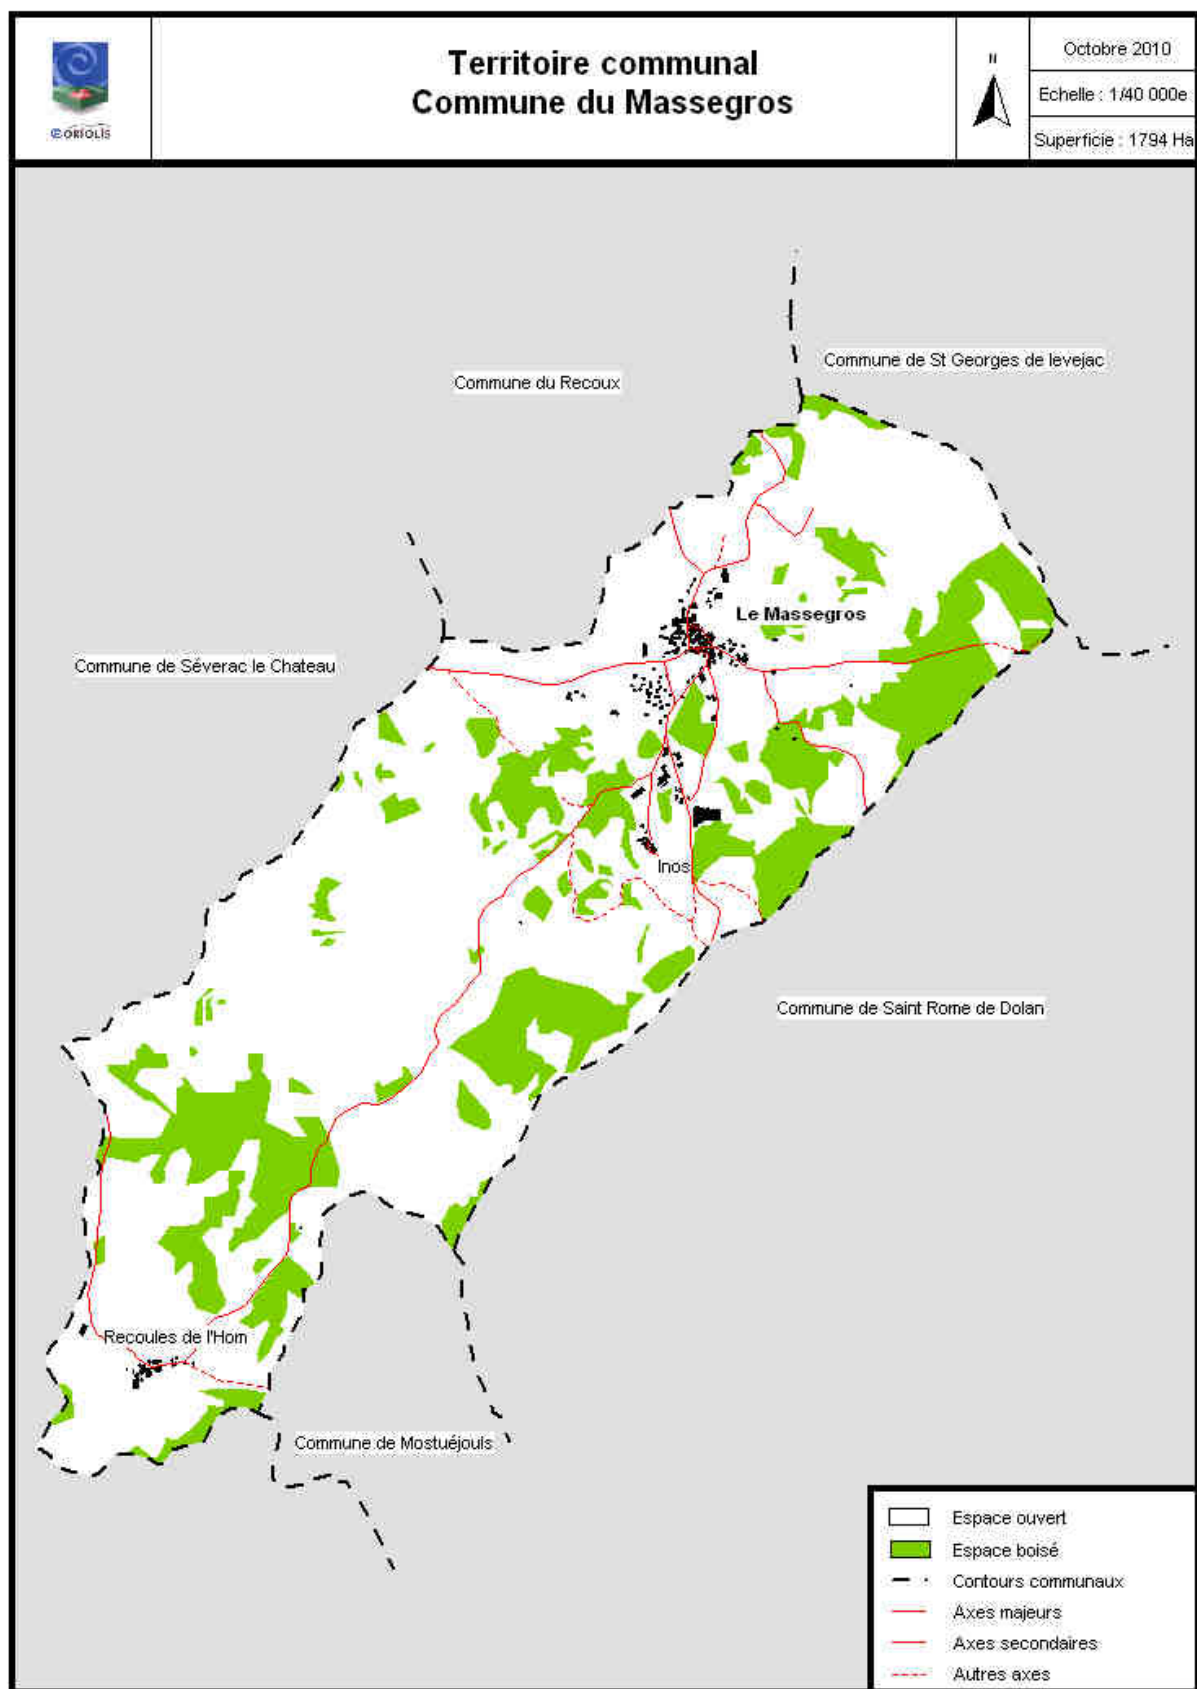 Territoire communal
Commune du Massegros
N
Octobre 2010
Echelle : 1/40 000e
Superficie : 1794 Ha
Commune de St Georges de levejac
Commune du Recoux
Le Massegros
Commune de Séverac le Chateau
Inos
Commune de Saint Rome de Dolan
Recoules de l'Hom
Commune de Mostuéjouls
Espace ouvert
Espace boisé
Contours communaux
Axes majeurs
Axes secondaires
Autres axes